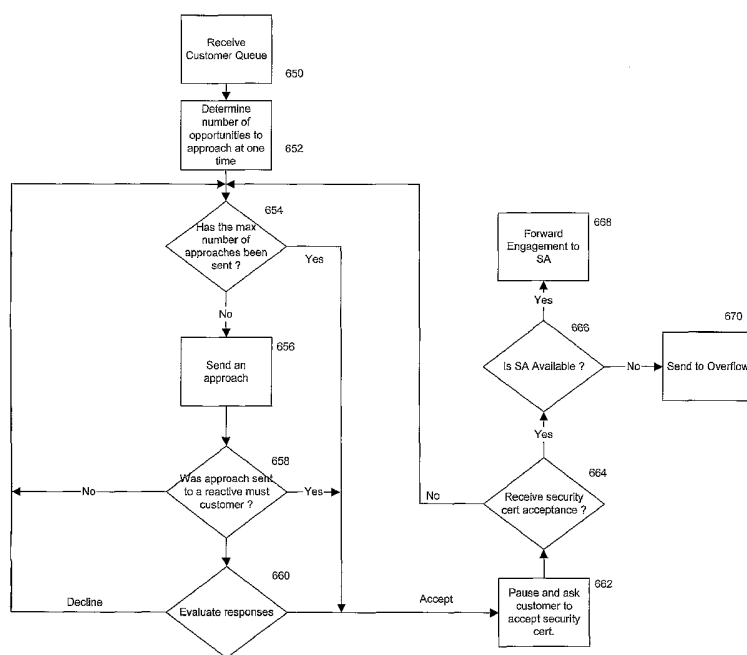 Receive
Customer Queue
650
Determine
number of
opportunities to
approach at one
time
652
654
Has the max
number of
approaches been
sent ?
Yes
No
656
Send an
approach
658
Was approach sent
to a reactive must
customer ?
No
Yes
660
Evaluate responses
Decline
Accept
662
Pause and ask
customer to
accept security
cert.
664
Receive security
cert acceptance ?
No
Yes
666
Is SA Available ?
No
Yes
668
Forward
Engagement to
SA
670
Send to Overflow